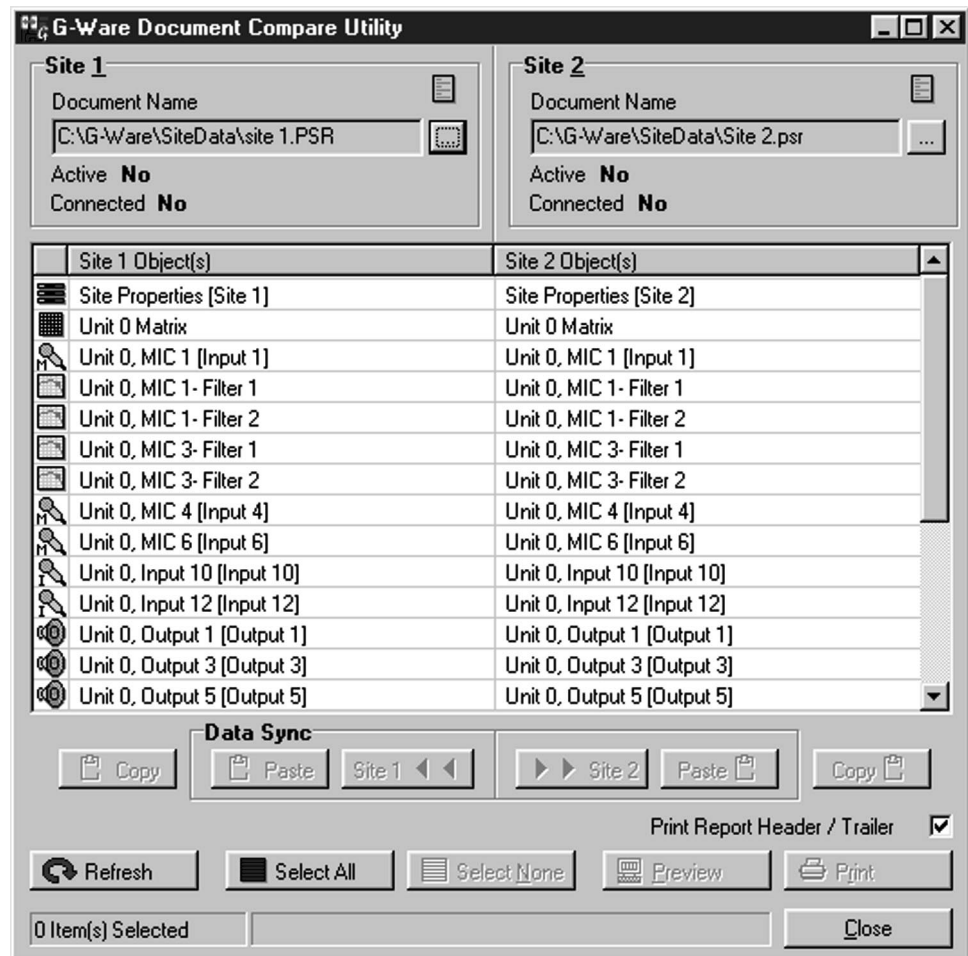 G-Ware Document Compare Utility
Site 1
Document Name
C:\G-Ware\SiteData\site 1.PSR
Active No
Connected No
Site 2
Document Name
C:\G-Ware\SiteData\Site 2.psr
...
Active No
Connected No
Site 1 Object(s) Site 2 Object(s)
Site Properties [Site 1] Site Properties [Site 2]
Unit 0 Matrix Unit 0 Matrix
Unit 0, MIC 1 [Input 1] Unit 0, MIC 1 [Input 1]
Unit 0, MIC 1- Filter 1 Unit 0, MIC 1- Filter 1
Unit 0, MIC 1- Filter 2 Unit 0, MIC 1- Filter 2
Unit 0, MIC 3- Filter 1 Unit 0, MIC 3- Filter 1
Unit 0, MIC 3- Filter 2 Unit 0, MIC 3- Filter 2
Unit 0, MIC 4 [Input 4] Unit 0, MIC 4 [Input 4]
Unit 0, MIC 6 [Input 6] Unit 0, MIC 6 [Input 6]
Unit 0, Input 10 [Input 10] Unit 0, Input 10 [Input 10]
Unit 0, Input 12 [Input 12] Unit 0, Input 12 [Input 12]
Unit 0, Output 1 [Output 1] Unit 0, Output 1 [Output 1]
Unit 0, Output 3 [Output 3] Unit 0, Output 3 [Output 3]
Unit 0, Output 5 [Output 5] Unit 0, Output 5 [Output 5]
Data Sync
Copy Paste Site 1 Site 2 Paste Copy
Print Report Header / Trailer
Refresh Select All Select None Preview Print
0 Item(s) Selected Close